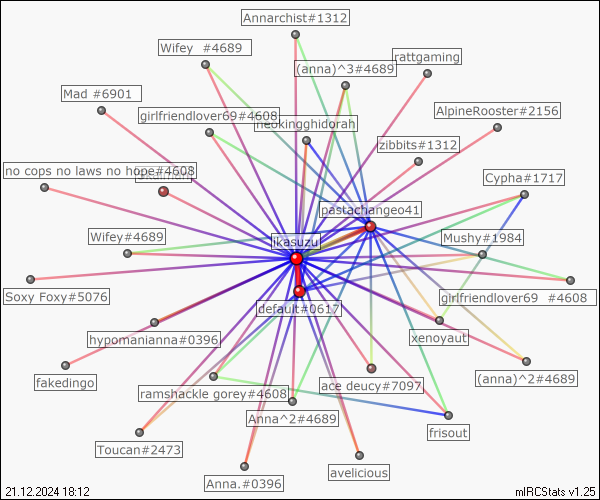 Annarchist#1312
Wifey  #4689
(anna)^3#4689
rattgaming
Mad #6901
girlfriendlover69#4608
neokingghidorah
AlpineRooster#2156
zibbits#1312
no cops no laws no hope#4608
Cypha#1717
pastachangeo41
Wifey#4689
jkasuzu
Mushy#1984
Soxy Foxy#5076
default#0617
girlfriendlover69  #4608
hypomanianna#0396
xenoyaut
fakedingo
ace deucy#7097
(anna)^2#4689
ramshackle gorey#4608
Anna^2#4689
frisout
Toucan#2473
Anna.#0396
avelicious
21.12.2024 18:12
mIRCStats v1.25